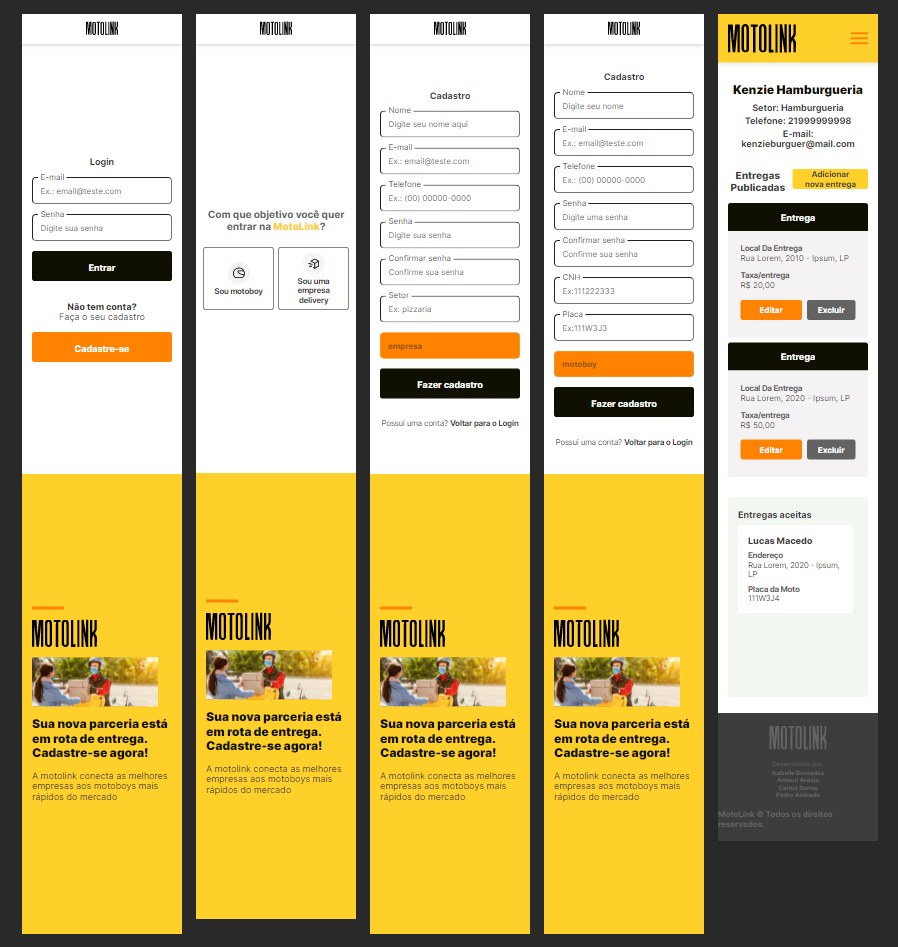 MOTOLINK
Login
E-mail
Ex.: email@teste.com
Senha
Digite sua senha
Entrar
Não tem conta?
Faça o seu cadastro
Cadastre-se
MOTOLINK
Sua nova parceria está
em rota de entrega.
Cadastre-se agora!
A motolink conecta as melhores
empresas aos motoboys mais
rápidos do mercado
MOTOLINK
Com que objetivo você quer
entrar na MotoLink?
Sou motoboy
Sou uma
empresa
delivery
MOTOLINK
Sua nova parceria está
em rota de entrega.
Cadastre-se agora!
A motolink conecta as melhores
empresas aos motoboys mais
rápidos do mercado
MOTOLINK
Cadastro
Nome
Digite seu nome aqui
E-mail
Ex.: email@teste.com
Telefone
Ex.: (00) 00000-0000
Senha
Digite sua senha
Confirmar senha
Confirme sua senha
Setor
Ex: pizzaria
empresa
Fazer cadastro
Possui uma conta? Voltar para o Login
MOTOLINK
Sua nova parceria está
em rota de entrega.
Cadastre-se agora!
A motolink conecta as melhores
empresas aos motoboys mais
rápidos do mercado
MOTOLINK
Cadastro
Nome
Digite seu nome
E-mail
Ex.: email@teste.com
Telefone
Ex.: (00) 00000-0000
Senha
Digite uma senha
Confirmar senha
Confirme sua senha
CNH
Ex:111222333
Placa
Ex:111W3J3
motoboy
Fazer cadastro
Possui uma conta? Voltar para o Login
MOTOLINK
Sua nova parceria está
em rota de entrega.
Cadastre-se agora!
A motolink conecta as melhores
empresas aos motoboys mais
rápidos do mercado
MOTOLINK
Kenzie Hamburgueria
Setor: Hamburgueria
Telefone: 21999999998
E-mail:
kenzieburguer@mail.com
Entregas
Publicadas
Adicionar
nova entrega
Entrega
Local Da Entrega
Rua Lorem, 2010 - Ipsum, LP
Taxa/entrega
R$ 20,00
Editar
Excluir
Entrega
Local Da Entrega
Rua Lorem, 2020 - Ipsum, LP
Taxa/entrega
R$ 50,00
Editar
Excluir
Entregas aceitas
Lucas Macedo
Endereço
Rua Lorem, 2020 - Ipsum,
LP
Placa da Moto
111W3J4
MOTOLINK
Desenvolvido por:
Amauri Araujo
Pedro Andrade
MotoLink © Todos os direitos
reservados.